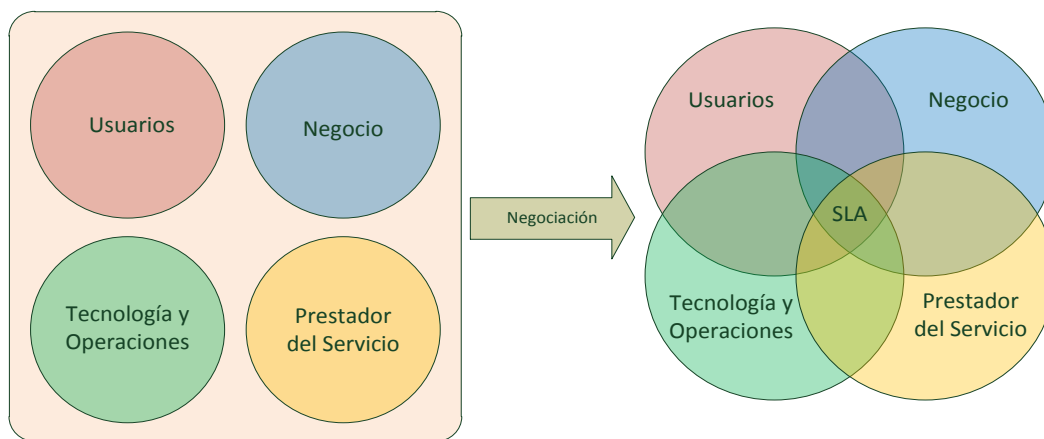 Usuarios
Negocio
Tecnología y
Operaciones
Prestador
del Servicio
Negociación
Usuarios
Negocio
SLA
Tecnología y
Operaciones
Prestador
del Servicio